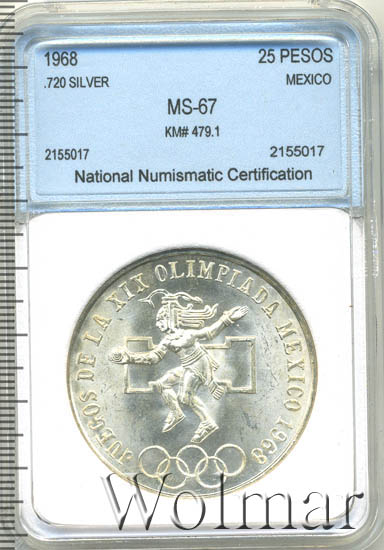 1968 25 PESOS
.720 SILVER MEXICO
MS-67
KM# 479.1
2155017 2155017
National Numismatic Certification
JUEGOS DE LA XIX OLIMPIADA MEXICO 1968
Wolmar